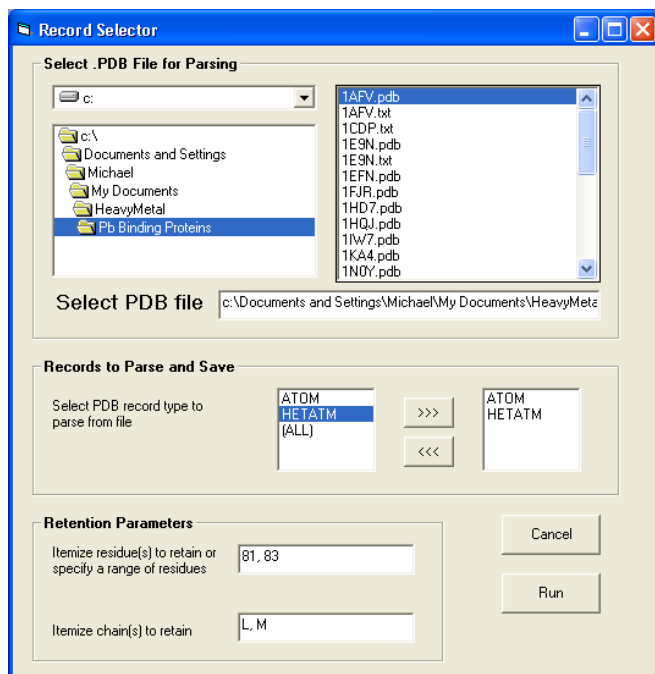 Record Selector
Select .PDB File for Parsing
c:
c:\
Documents and Settings
Michael
My Documents
HeavyMetal
Pb Binding Proteins
1AFV.pdb
1AFV.txt
1CDP.txt
1E9N.pdb
1E9N.txt
1EFN.pdb
1FJR.pdb
1HD7.pdb
1HQJ.pdb
1IW7.pdb
1KA4.pdb
1N0Y.pdb
Select PDB file
c:\Documents and Settings\Michael\My Documents\HeavyMeta
Records to Parse and Save
Select PDB record type to
parse from file
ATOM
HETATM
(ALL)
>>>
<<<
ATOM
HETATM
Retention Parameters
Itemize residue(s) to retain or
specify a range of residues
81, 83
Itemize chain(s) to retain
L, M
Cancel
Run